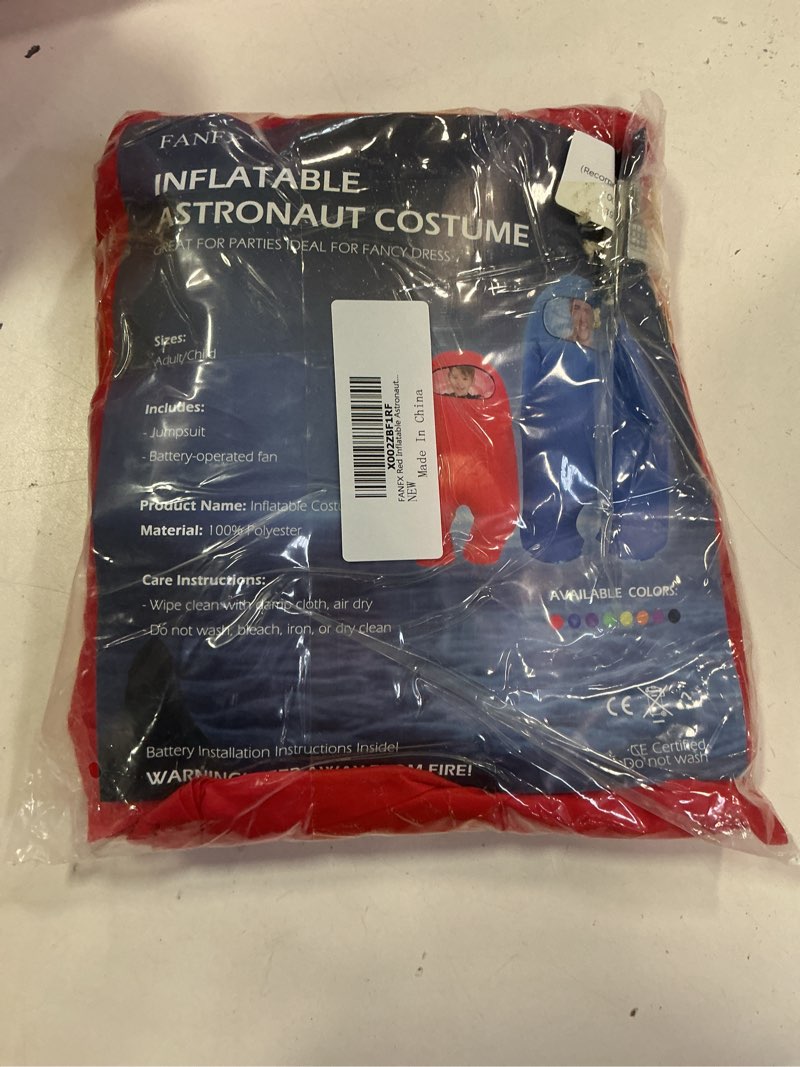 FANFX
INFLATABLE
ASTRONAUT COSTUME
GREAT FOR PARTIES IDEAL FOR FANCY DRESS
Sizes:
Adult/Child
Includes:
- Jumpsuit
- Battery-operated fan
Product Name: Inflatable
Material: 100% Polyester
Care Instructions:
- Wipe clean with damp cloth, air dry
- Do not wash, bleach, iron, or dry clean
Battery Installation Instructions Inside!
FIRE!
X002ZBF1RF
FANFX Red Inflatable Astronaut...
NEW
Made In China
AVAILABLE COLORS:
CE
CE Certified
Do not wash